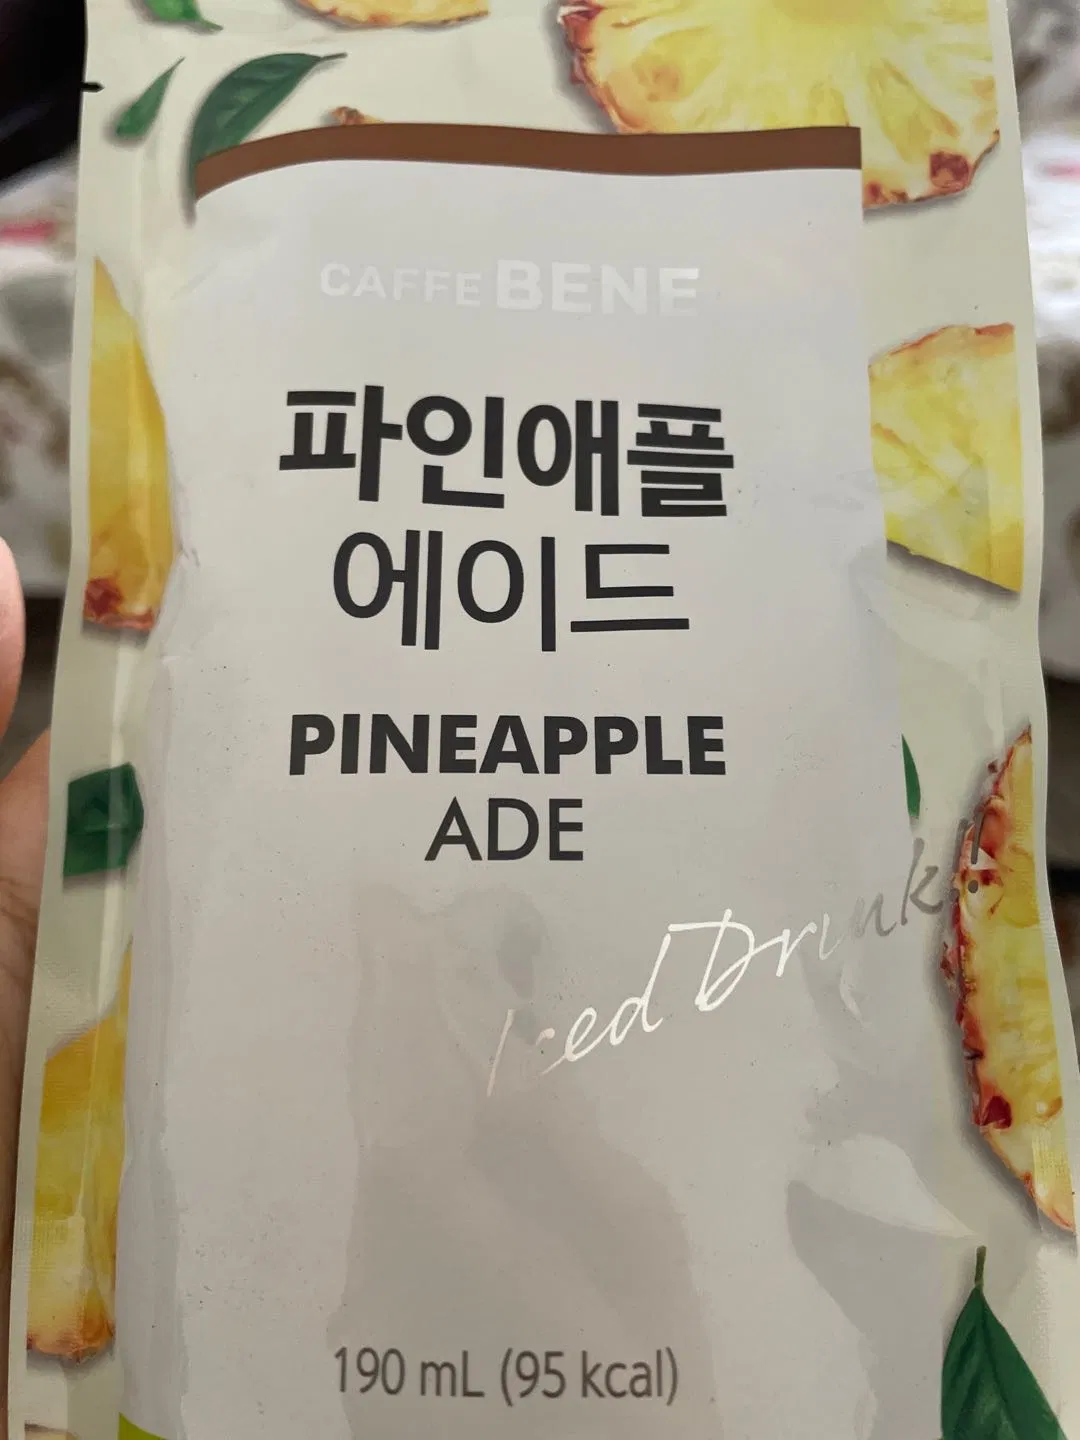 CAFFE BENE
파인애플
에이드
PINEAPPLE
ADE
Iced Drink!!
190 mL (95 kcal)